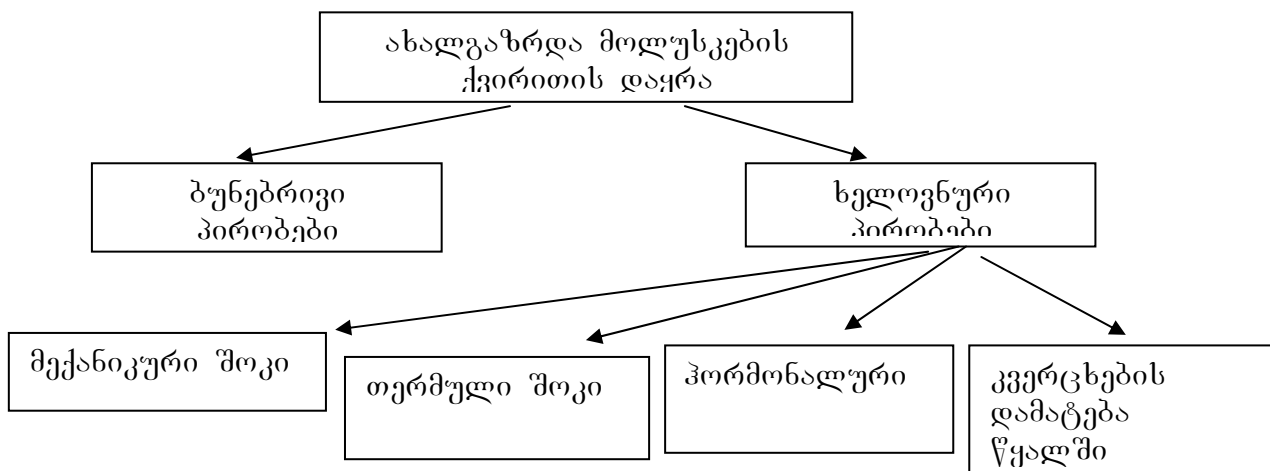 ახალგაზრდა მოლუსკების
ქვირითის დაყრა
ბუნებრივი
პირობები
ხელოვნური
პირობები
მექანიკური შოკი
თერმული შოკი
ჰორმონალური
კვერცხების
დამატება
წყალში